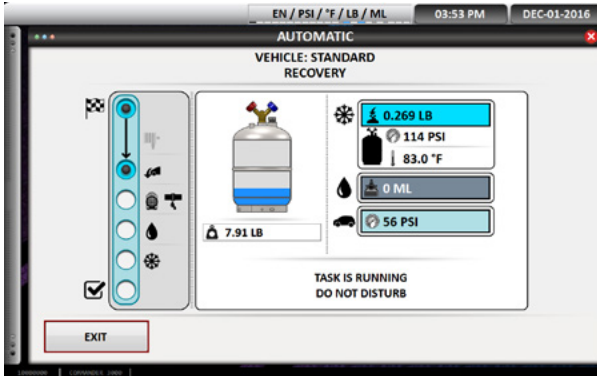 EN / PSI / °F / LB / ML
03:53 PM
DEC-01-2016
AUTOMATIC
VEHICLE: STANDARD
RECOVERY
0.269 LB
114 PSI
83.0 °F
0 ML
7.91 LB
56 PSI
TASK IS RUNNING
DO NOT DISTURB
EXIT